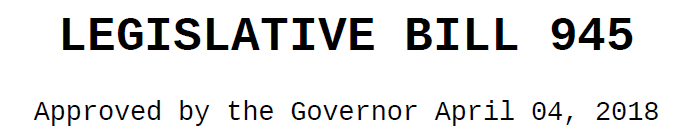 LEGISLATIVE BILL 945
Approved by the Governor April 04, 2018